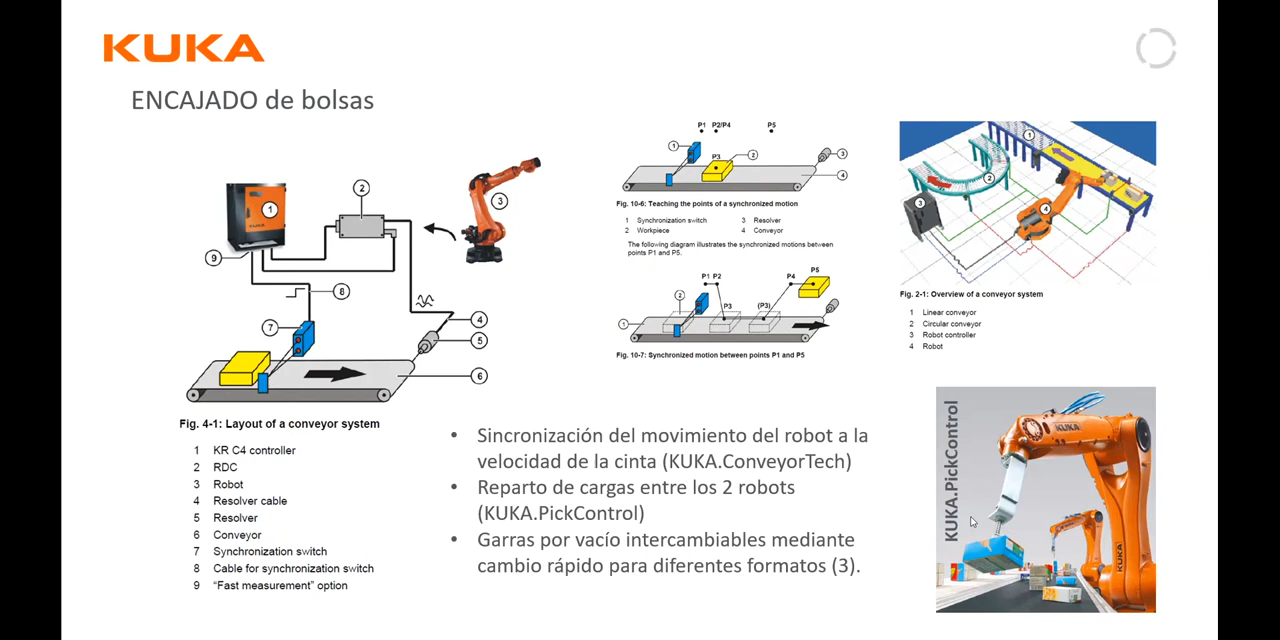 KUKA
ENCAJADO de bolsas
1
KUKA
2
3
9
8
7
4
5
6
Fig. 4-1: Layout of a conveyor system
1 KR C4 controller
2 RDC
3 Robot
4 Resolver cable
5 Resolver
6 Conveyor
7 Synchronization switch
8 Cable for synchronization switch
9 "Fast measurement" option
P1 P2/P4 P5
1
P3
2
3
4
Fig. 10-6: Teaching the points of a synchronized motion
1 Synchronization switch 3 Resolver
2 Workpiece 4 Conveyor
The following diagram illustrates the synchronized motions between
points P1 and P5.
P1 P2 P4 P5
2
P3 (P3)
1
Fig. 10-7: Synchronized motion between points P1 and P5
1
2
3
4
Fig. 2-1: Overview of a conveyor system
1 Linear conveyor
2 Circular conveyor
3 Robot controller
4 Robot
• Sincronización del movimiento del robot a la
velocidad de la cinta (KUKA.ConveyorTech)
• Reparto de cargas entre los 2 robots
(KUKA.PickControl)
• Garras por vacío intercambiables mediante
cambio rápido para diferentes formatos (3).
KUKA.PickControl
KUKA
KUKA